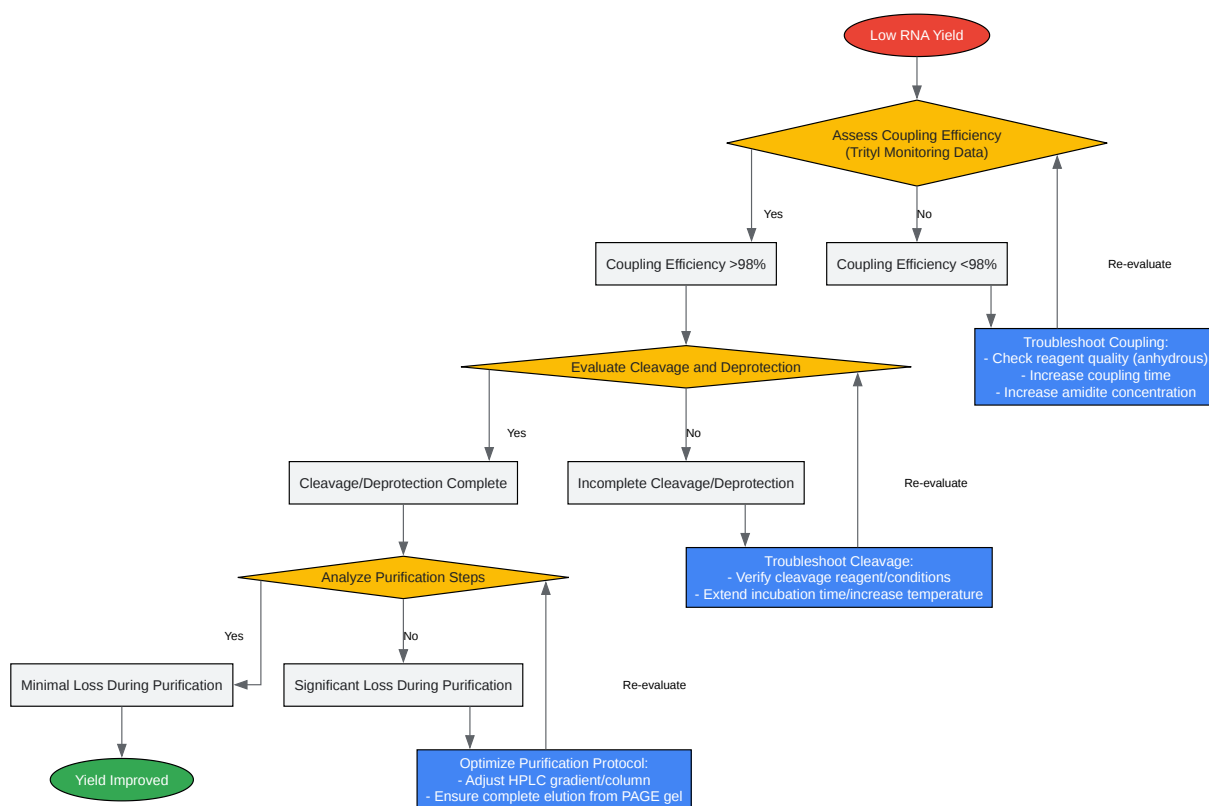 Low RNA Yield
Assess Coupling Efficiency
(Trityl Monitoring Data)
Yes
No
Coupling Efficiency >98%
Coupling Efficiency <98%
Re-evaluate
Troubleshoot Coupling:
- Check reagent quality (anhydrous)
- Increase coupling time
- Increase amidite concentration
Evaluate Cleavage and Deprotection
Yes
No
Cleavage/Deprotection Complete
Incomplete Cleavage/Deprotection
Re-evaluate
Troubleshoot Cleavage:
- Verify cleavage reagent/conditions
- Extend incubation time/increase temperature
Analyze Purification Steps
Yes
No
Minimal Loss During Purification
Significant Loss During Purification
Re-evaluate
Optimize Purification Protocol:
- Adjust HPLC gradient/column
- Ensure complete elution from PAGE gel
Yield Improved